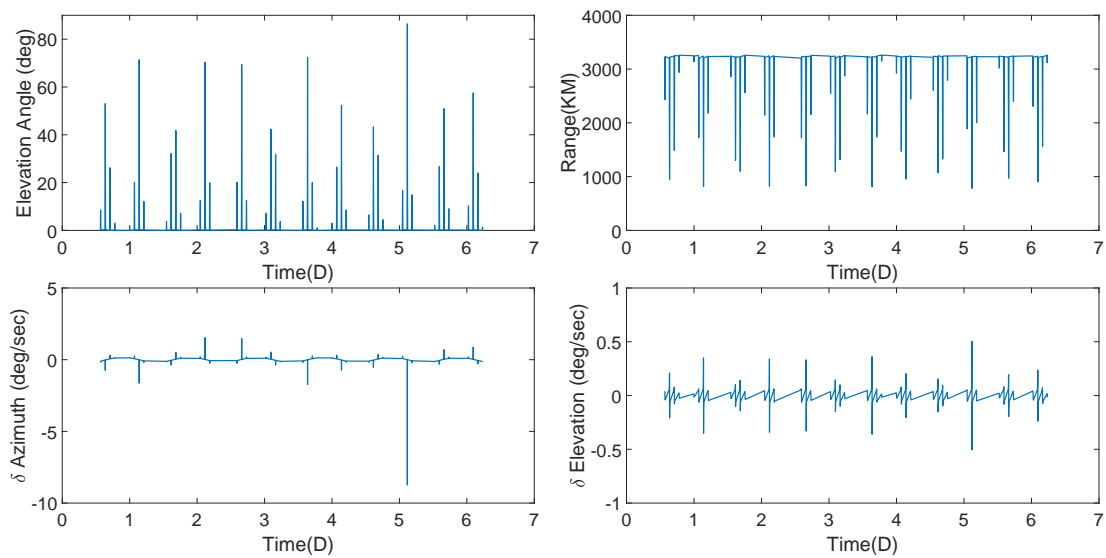 Elevation Angle (deg)
80
60
40
20
0
0 1 2 3 4 5 6 7
Time(D)
Range(KM)
4000
3000
2000
1000
0
0 1 2 3 4 5 6 7
Time(D)
δ Azimuth (deg/sec)
5
0
-5
-10
0 1 2 3 4 5 6 7
Time(D)
δ Elevation (deg/sec)
1
0.5
0
-0.5
-1
0 1 2 3 4 5 6 7
Time(D)